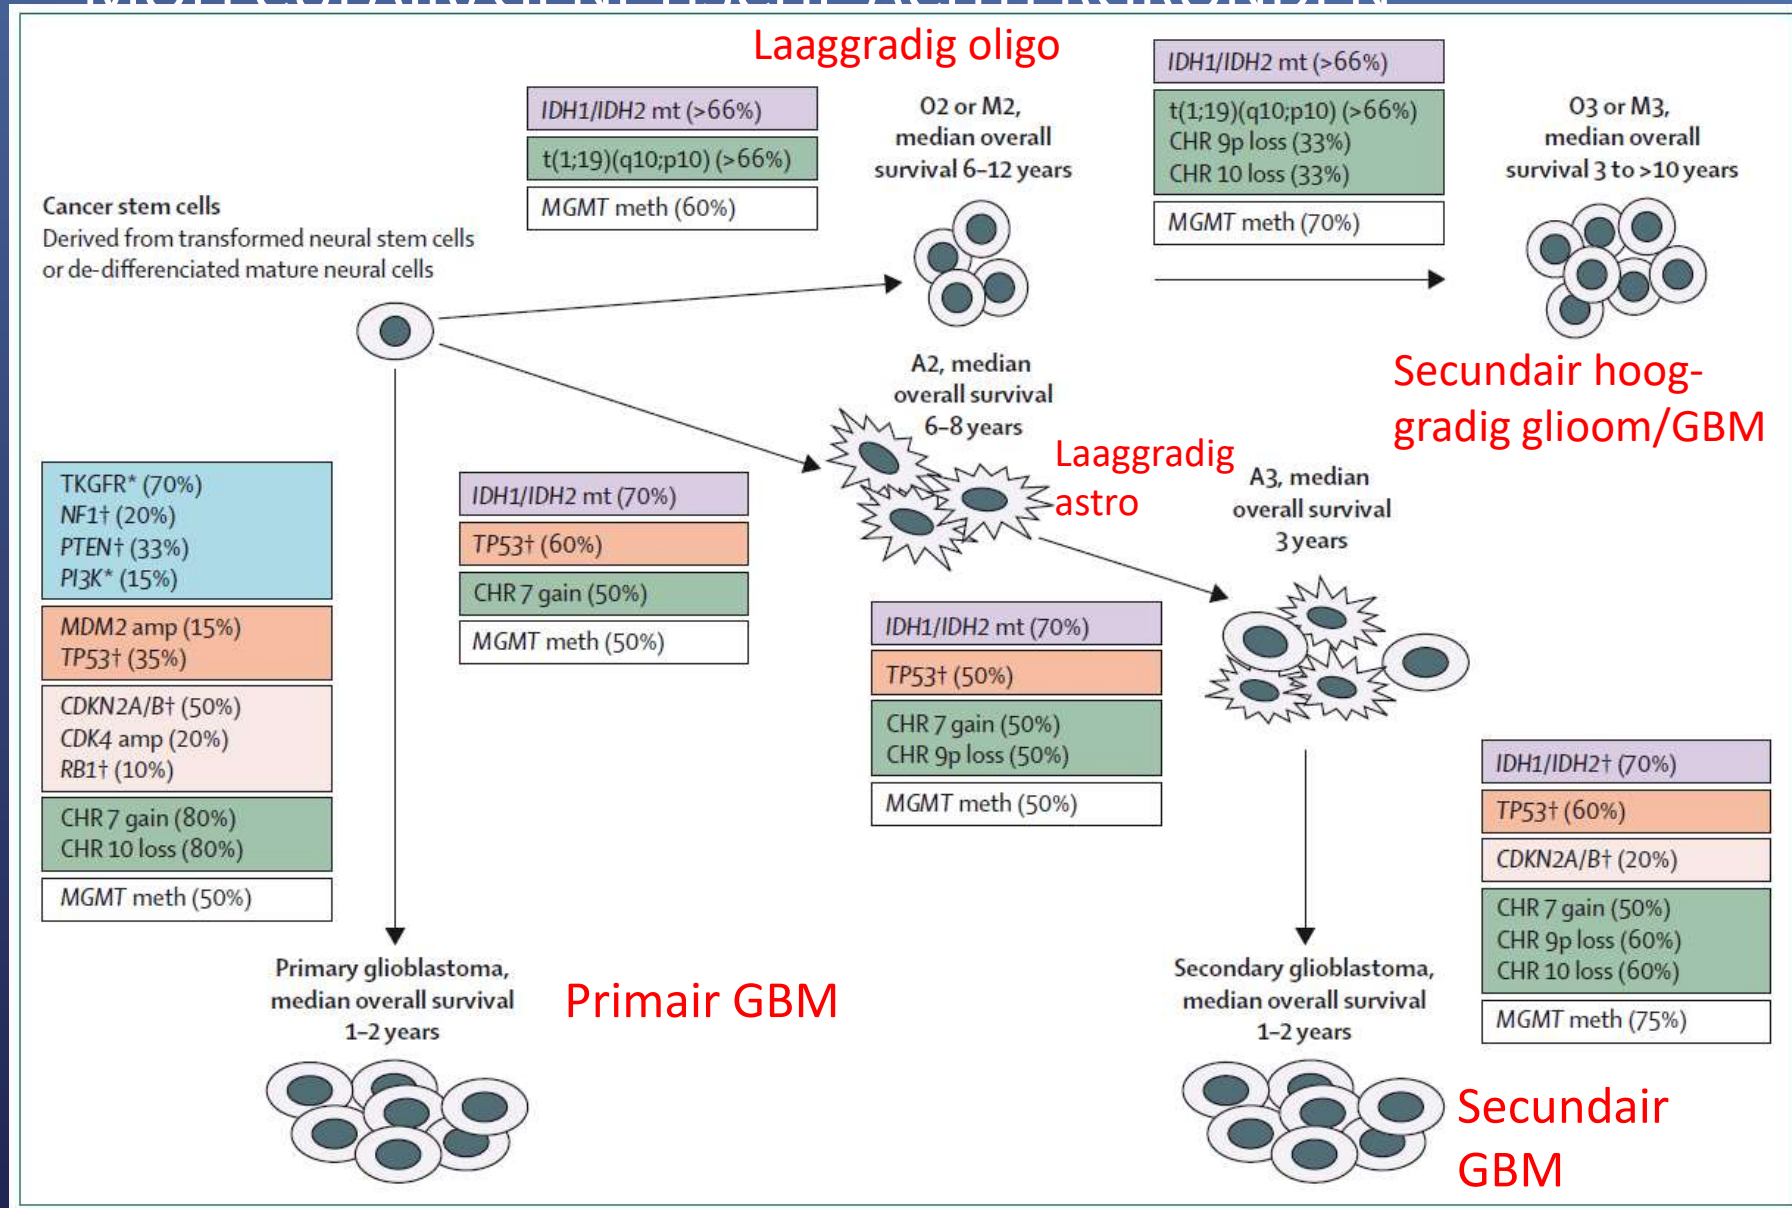 Laaggradig oligo
IDH1/IDH2 mt (>66%)
t(1;19)(q10;p10) (>66%)
MGMT meth (60%)
O2 or M2,
median overall
survival 6–12 years
IDH1/IDH2 mt (>66%)
t(1;19)(q10;p10) (>66%)
CHR 9p loss (33%)
CHR 10 loss (33%)
MGMT meth (70%)
O3 or M3,
median overall
survival 3 to >10 years
Secundair hoog-
gradig glioom/GBM
Cancer stem cells
Derived from transformed neural stem cells
or de-differenciated mature neural cells
A2, median
overall survival
6–8 years
Laaggradig
astro
A3, median
overall survival
3 years
TKGFR* (70%)
NF1† (20%)
PTEN† (33%)
PI3K* (15%)
MDM2 amp (15%)
TP53† (35%)
CDKN2A/B† (50%)
CDK4 amp (20%)
RB1† (10%)
CHR 7 gain (80%)
CHR 10 loss (80%)
MGMT meth (50%)
IDH1/IDH2 mt (70%)
TP53† (60%)
CHR 7 gain (50%)
MGMT meth (50%)
IDH1/IDH2 mt (70%)
TP53† (50%)
CHR 7 gain (50%)
CHR 9p loss (50%)
MGMT meth (50%)
IDH1/IDH2† (70%)
TP53† (60%)
CDKN2A/B† (20%)
CHR 7 gain (50%)
CHR 9p loss (60%)
CHR 10 loss (60%)
MGMT meth (75%)
Primary glioblastoma,
median overall survival
1–2 years
Primair GBM
Secondary glioblastoma,
median overall survival
1–2 years
Secundair
GBM